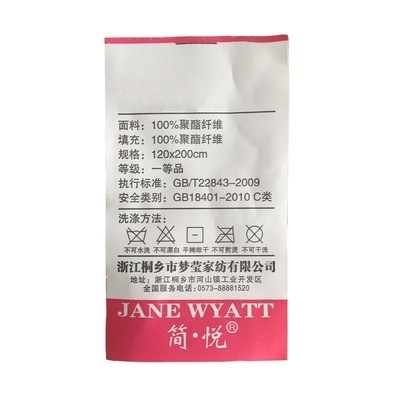 面料：100%聚酯纤维
填充：100%聚酯纤维
规格：120x200cm
等级：一等品
执行标准：GB/T22843-2009
安全类别：GB18401-2010 C类
洗涤方法：
不可水洗 不可漂白 平摊晾干 不可熨烫 不可干洗
浙江桐乡市梦莹家纺有限公司
地址：浙江桐乡市河山镇工业开发区
全国服务电话：0573-88881520
JANE WYATT
简·悦®